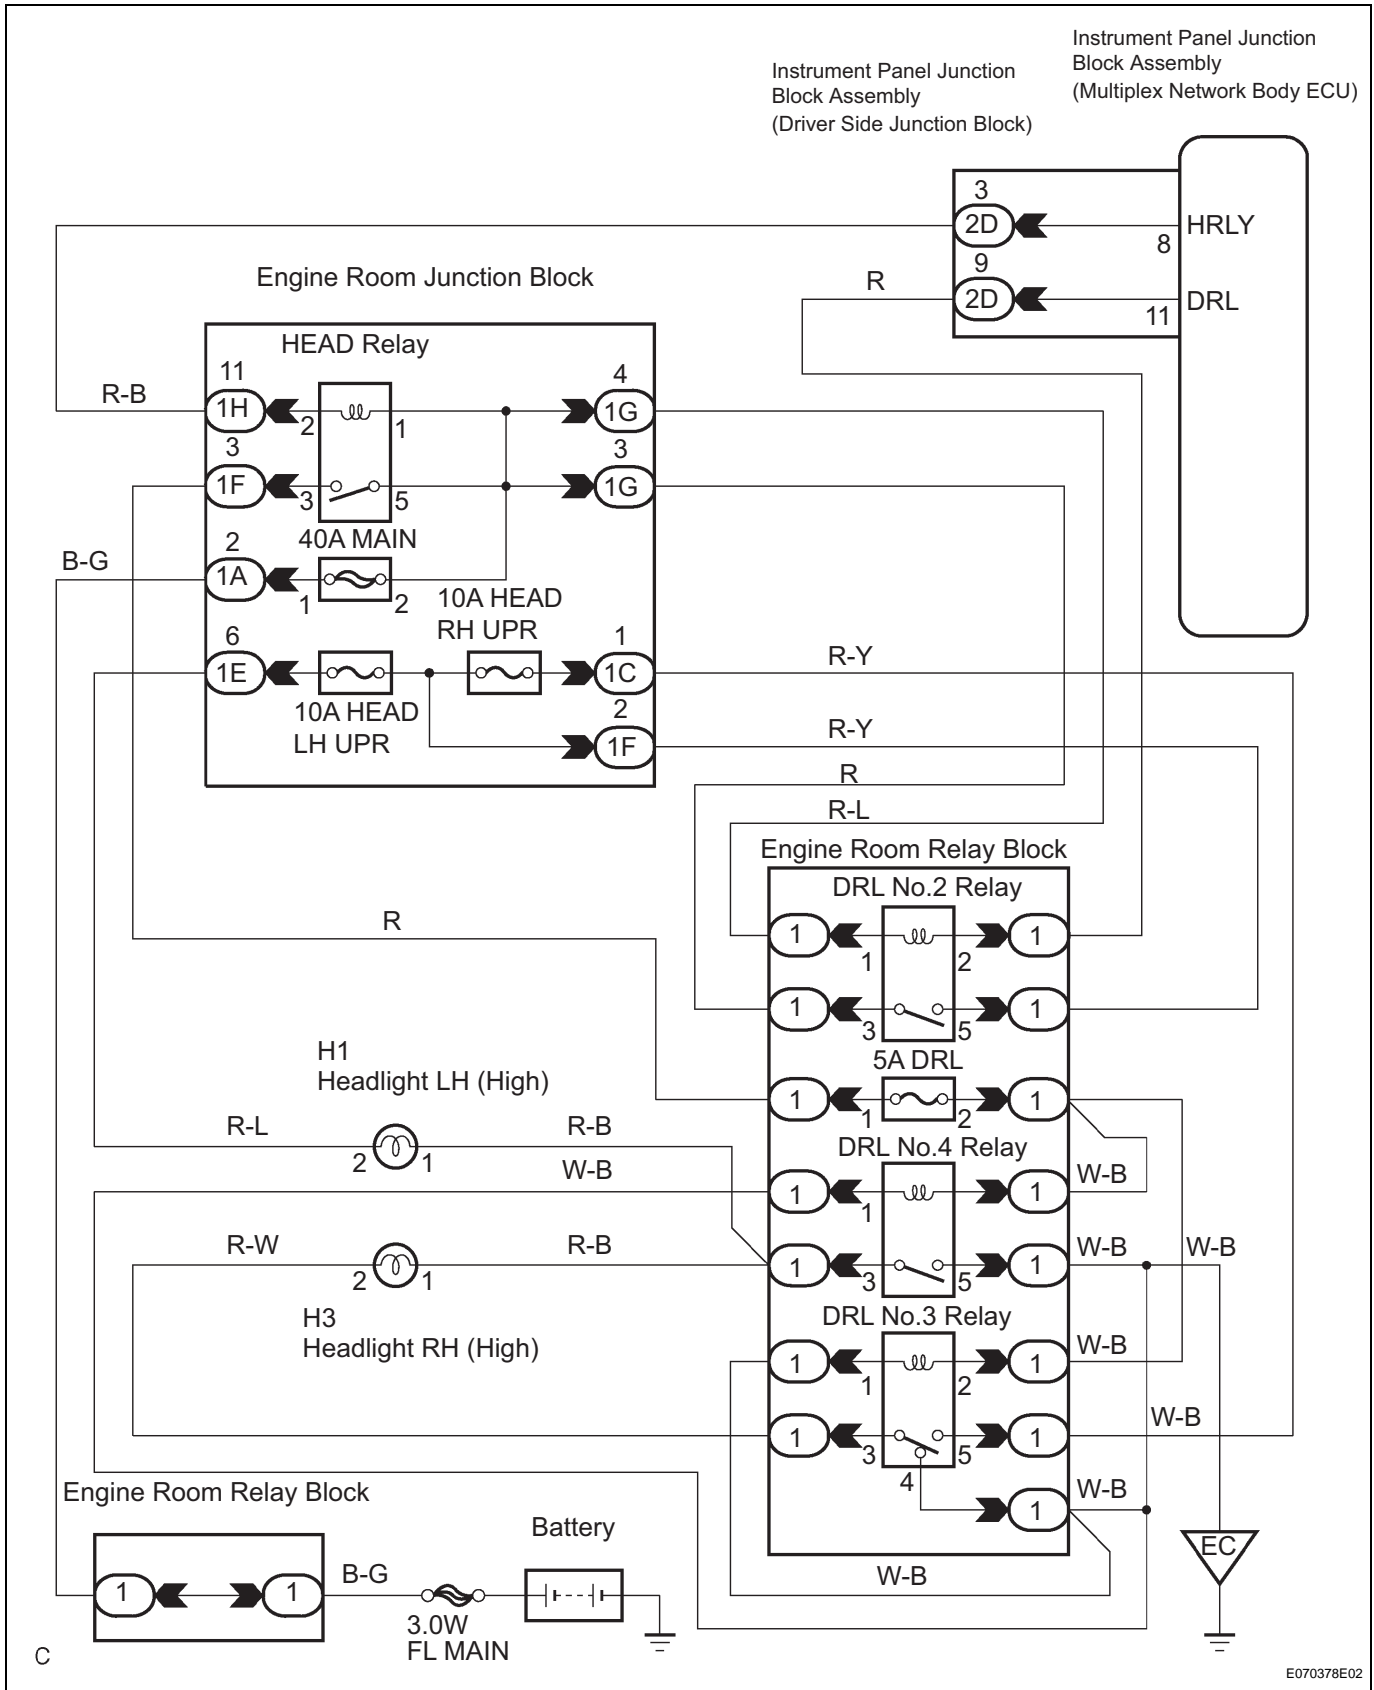 Instrument Panel Junction
Block Assembly
(Multiplex Network Body ECU)
Instrument Panel Junction
Block Assembly
(Driver Side Junction Block)
3
2D
8
HRLY
9
2D
11
DRL
R
Engine Room Junction Block
HEAD Relay
R-B
11
1H
2
1
4
1G
3
1F
3
5
3
1G
40A MAIN
B-G
2
1A
1
2
10A HEAD
RH UPR
6
1E
1
1C
R-Y
10A HEAD
LH UPR
2
1F
R-Y
R
R-L
Engine Room Relay Block
DRL No.2 Relay
R
1
1
2
1
1
3
5
1
5A DRL
H1
Headlight LH (High)
1
1
2
1
R-L
2
1
R-B
DRL No.4 Relay
W-B
1
1
1
W-B
R-W
2
1
R-B
1
3
5
1
W-B
W-B
H3
Headlight RH (High)
DRL No.3 Relay
1
1
2
1
W-B
1
3
5
1
W-B
4
1
W-B
Engine Room Relay Block
Battery
EC
1
1
B-G
W-B
3.0W
FL MAIN
C
E070378E02